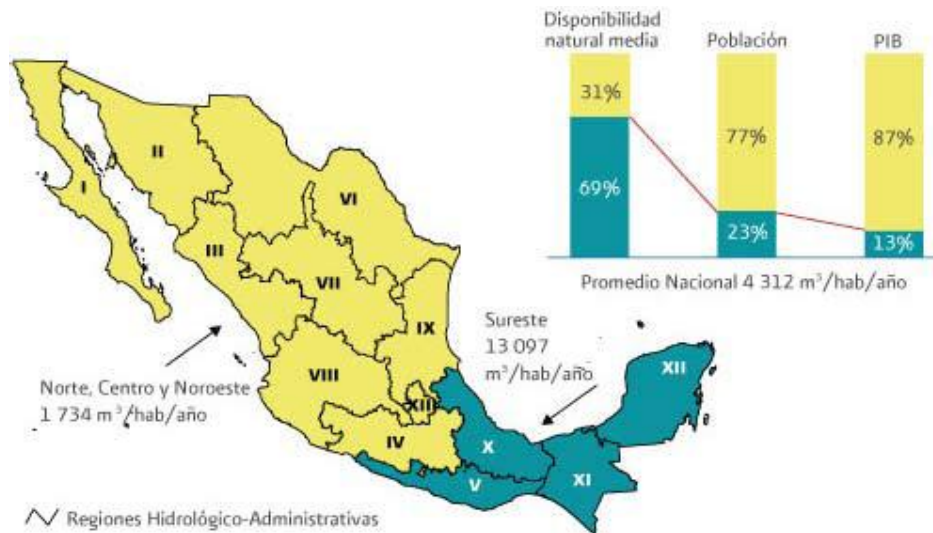 Disponibilidad
natural media
Población
PIB
31%
77%
87%
69%
23%
13%
Promedio Nacional 4 312 m³/hab/año
I
II
III
VI
VII
IX
VIII
XIII
IV
X
V
XI
XII
Sureste
13 097
m³/hab/año
Norte, Centro y Noroeste
1 734 m³/hab/año
Regiones Hidrológico-Administrativas